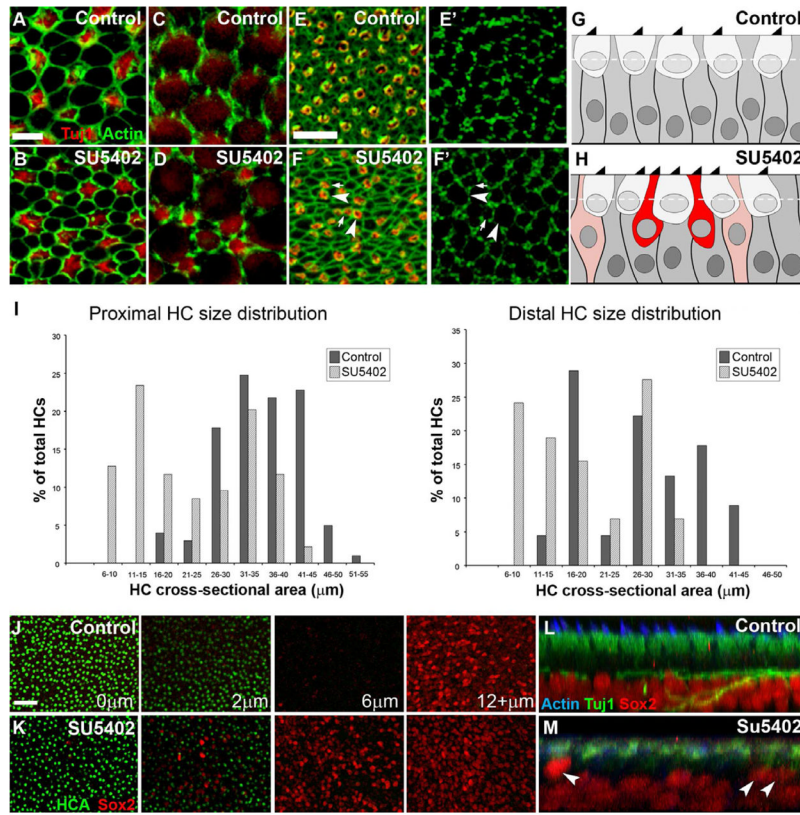 A Control
C Control
E Control
E'
G Control
Tuj1 Actin
B SU5402
D SU5402
F SU5402
F'
H SU5402
I
Proximal HC size distribution
Distal HC size distribution
30
25
20
15
10
5
0
% of total HCs
Control
SU5402
6-10 11-15 16-20 21-25 26-30 31-35 36-40 41-45 46-50 51-55
HC cross-sectional area (μm)
35
30
25
20
15
10
5
0
% of total HCs
Control
SU5402
6-10 11-15 16-20 21-25 26-30 31-35 36-40 41-45 46-50
HC cross-sectional area (μm)
J Control
0μm 2μm 6μm 12+μm
K SU5402
HCA Sox2
L Control
Actin Tuj1 Sox2
M Su5402